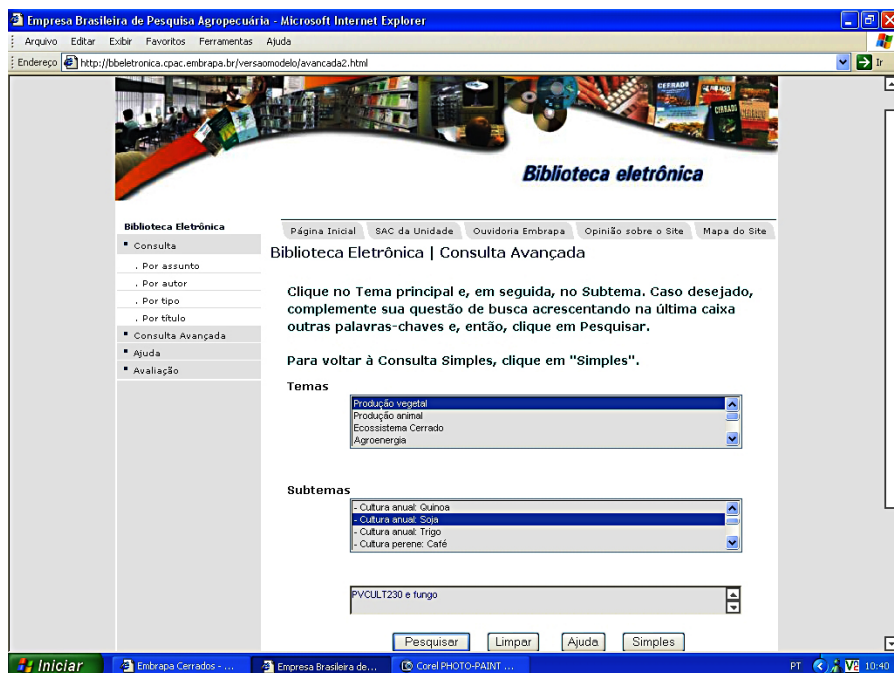 Empresa Brasileira de Pesquisa Agropecuária - Microsoft Internet Explorer
Arquivo Editar Exibir Favoritos Ferramentas Ajuda
Endereço http://bbeletronica.cpac.embrapa.br/versaomodelo/avancada2.html Ir
CERRADO
CERRADO
Biblioteca eletrônica
Biblioteca Eletrônica
Consulta
. Por assunto
. Por autor
. Por tipo
. Por título
Consulta Avançada
Ajuda
Avaliação
Página Inicial SAC da Unidade Ouvidoria Embrapa Opinião sobre o Site Mapa do Site
Biblioteca Eletrônica | Consulta Avançada
Clique no Tema principal e, em seguida, no Subtema. Caso desejado,
complemente sua questão de busca acrescentando na última caixa
outras palavras-chaves e, então, clique em Pesquisar.
Para voltar à Consulta Simples, clique em "Simples".
Temas
Produção vegetal
Produção animal
Ecossistema Cerrado
Agroenergia
Subtemas
- Cultura anual: Quinoa
- Cultura anual: Soja
- Cultura anual: Trigo
- Cultura perene: Café
PVCULT230 e fungo
Pesquisar Limpar Ajuda Simples
Iniciar Embrapa Cerrados - ... Empresa Brasileira de... Corel PHOTO-PAINT ... PT 10:40